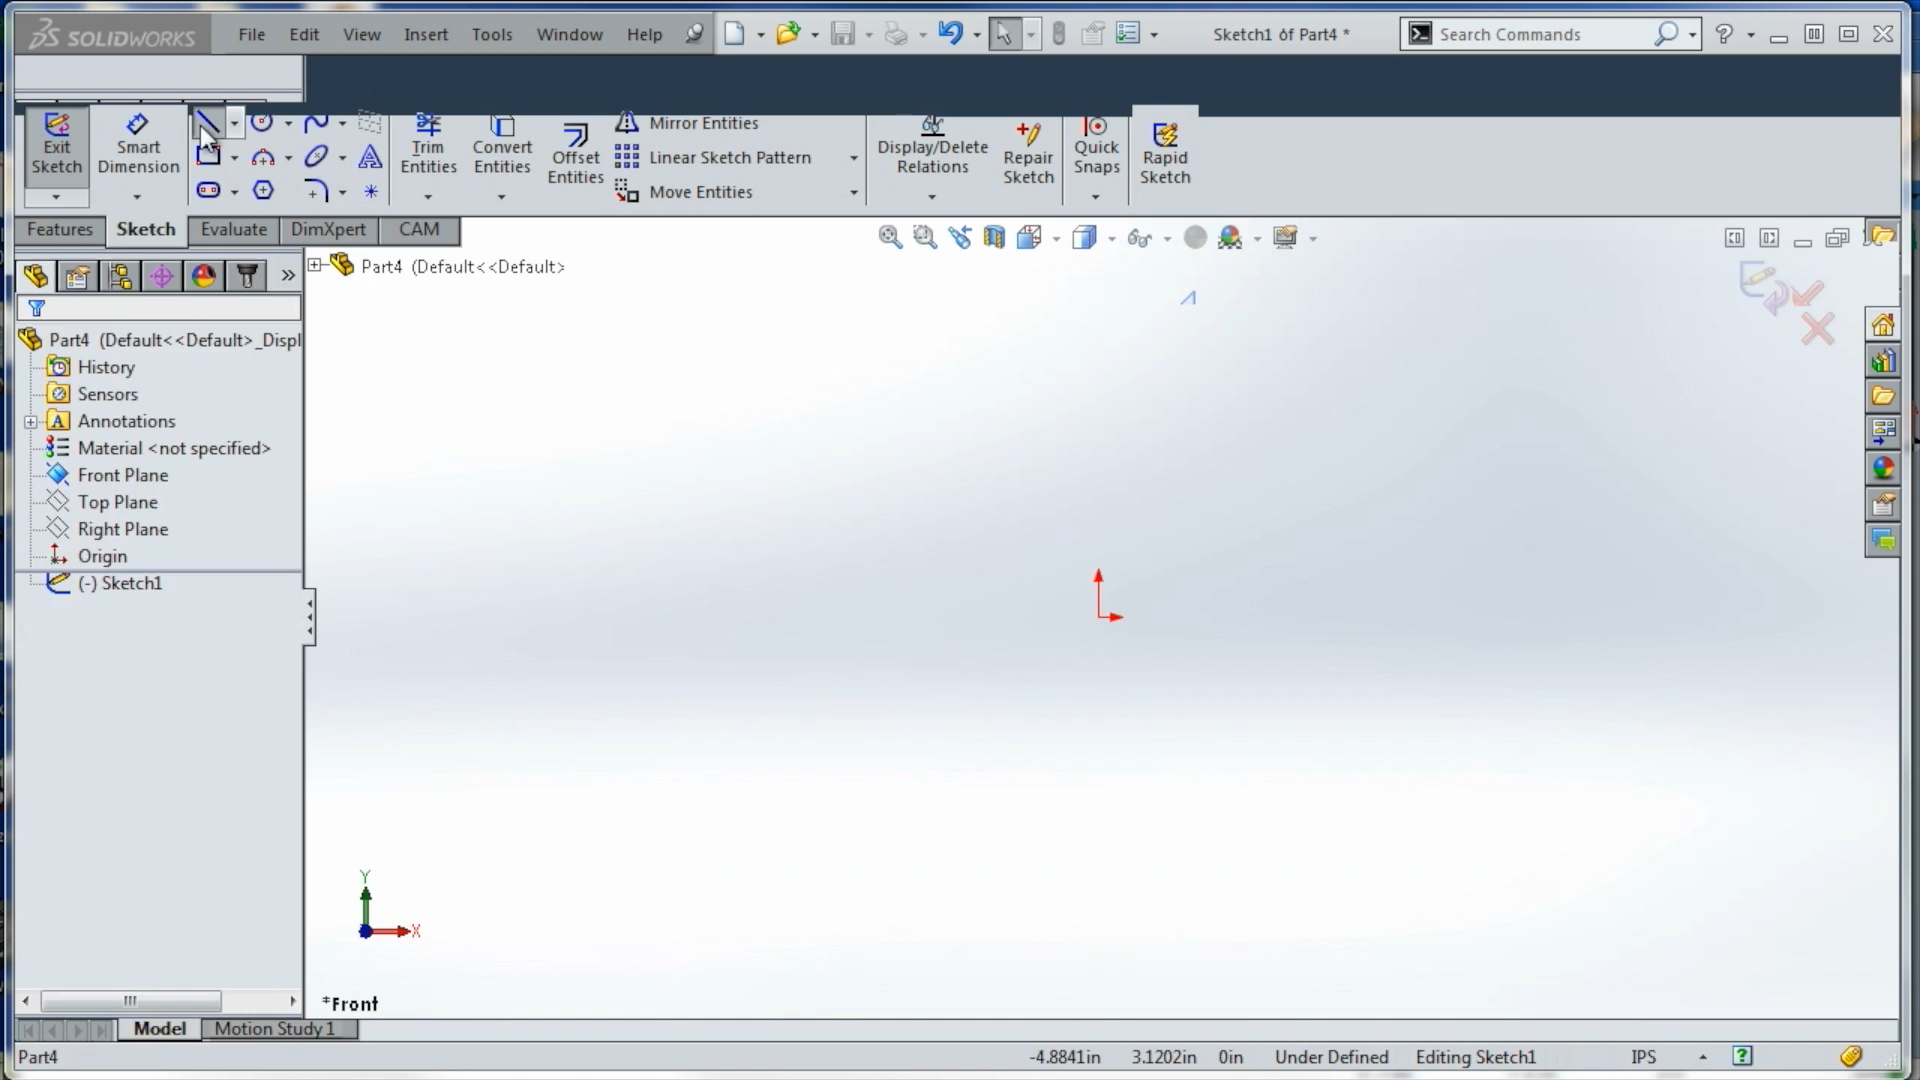 SOLIDWORKS File Edit View Insert Tools Window Help Sketch1 of Part4 * Search Commands ?
Exit Sketch
Smart Dimension
Trim Entities
Convert Entities
Offset Entities
Mirror Entities
Linear Sketch Pattern
Move Entities
Display/Delete Relations
Repair Sketch
Quick Snaps
Rapid Sketch
Features Sketch Evaluate DimXpert CAM
Part4 (Default<<Default>
Part4 (Default<<Default>_Displ
History
Sensors
A Annotations
Material <not specified>
Front Plane
Top Plane
Right Plane
Origin
(-) Sketch1
Y
X
*Front
Model Motion Study 1
Part4 -4.8841in 3.1202in 0in Under Defined Editing Sketch1 IPS ?